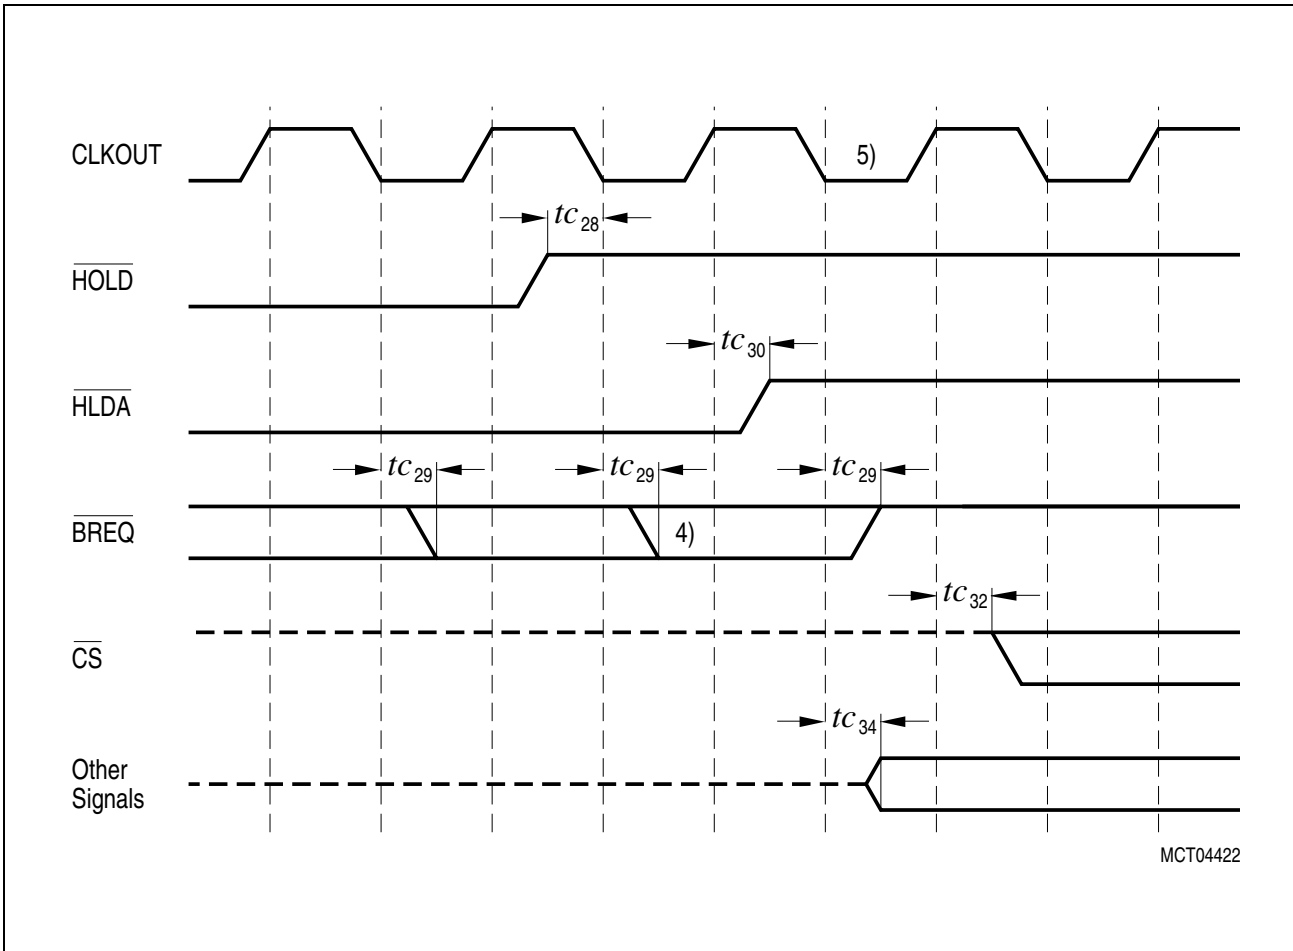 CLKOUT
5)
tc28
HOLD
tc30
HLDA
tc29 tc29 tc29
BREQ
4)
tc32
CS
tc34
Other
Signals
MCT04422